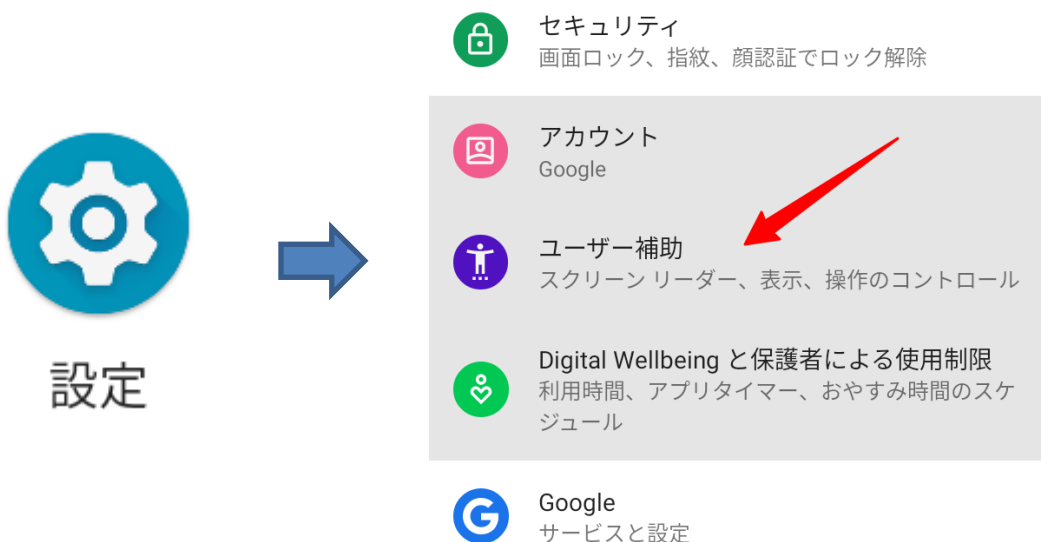 設定
セキュリティ
画面ロック、指紋、顔認証でロック解除
アカウント
Google
ユーザー補助
スクリーン リーダー、表示、操作のコントロール
Digital Wellbeing と保護者による使用制限
利用時間、アプリタイマー、おやすみ時間のスケ
ジュール
Google
サービスと設定